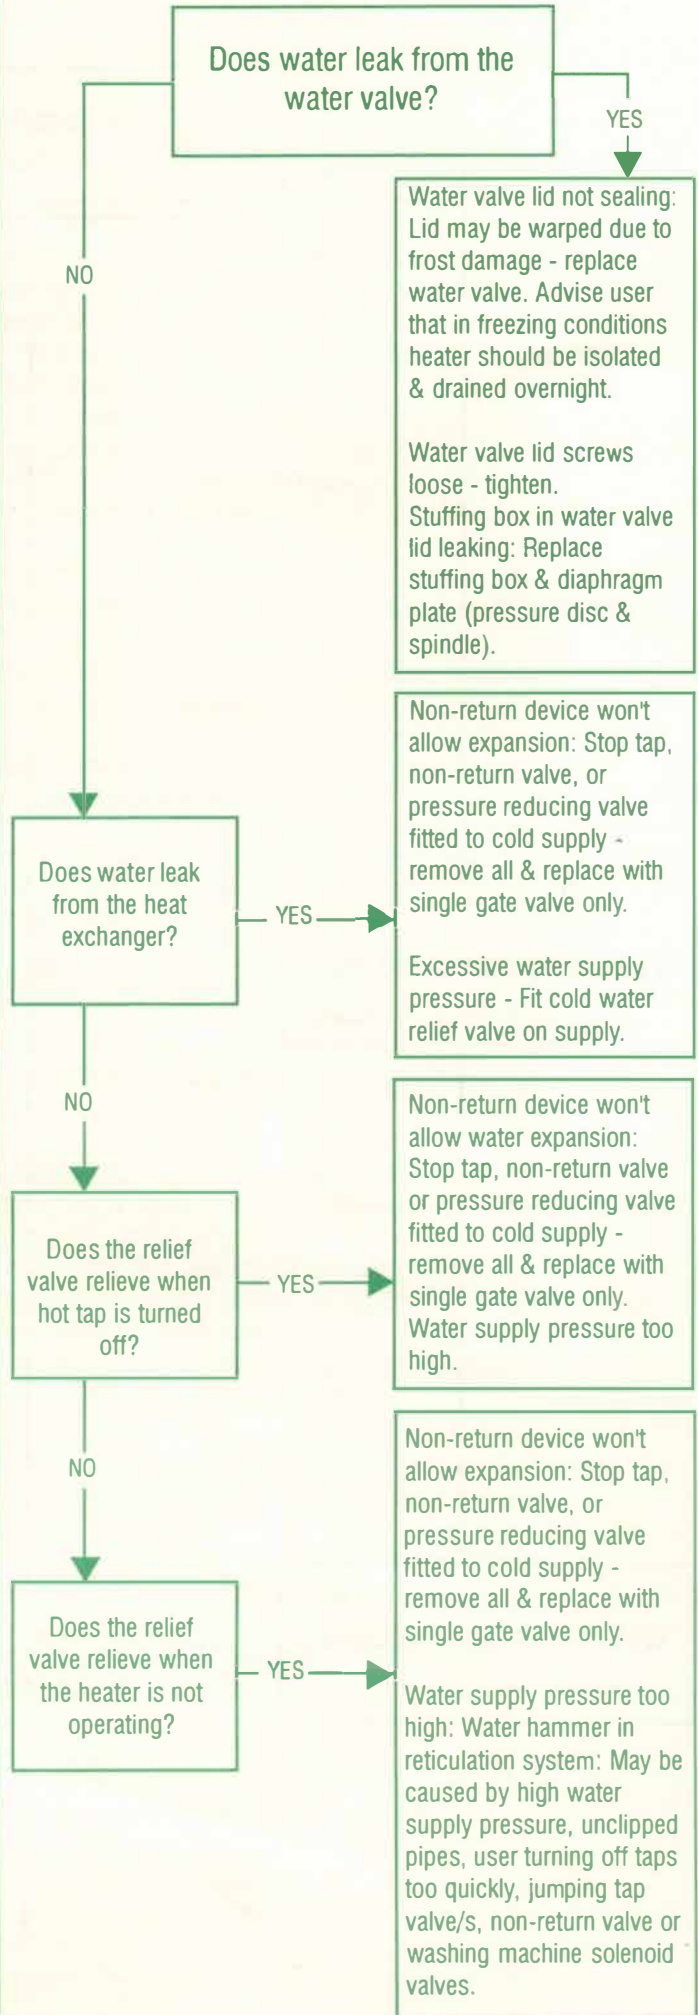 Does water leak from the
water valve?
YES
Water valve lid not sealing:
Lid may be warped due to
frost damage - replace
water valve. Advise user
that in freezing conditions
heater should be isolated
& drained overnight.
Water valve lid screws
loose - tighten.
Stuffing box in water valve
lid leaking: Replace
stuffing box & diaphragm
plate (pressure disc &
spindle).
NO
Does water leak
from the heat
exchanger?
YES
Non-return device won't
allow expansion: Stop tap,
non-return valve, or
pressure reducing valve
fitted to cold supply -
remove all & replace with
single gate valve only.
Excessive water supply
pressure - Fit cold water
relief valve on supply.
NO
Does the relief
valve relieve when
hot tap is turned
off?
YES
Non-return device won't
allow water expansion:
Stop tap, non-return valve
or pressure reducing valve
fitted to cold supply -
remove all & replace with
single gate valve only.
Water supply pressure too
high.
NO
Does the relief
valve relieve when
the heater is not
operating?
YES
Non-return device won't
allow expansion: Stop tap,
non-return valve, or
pressure reducing valve
fitted to cold supply -
remove all & replace with
single gate valve only.
Water supply pressure too
high: Water hammer in
reticulation system: May be
caused by high water
supply pressure, unclipped
pipes, user turning off taps
too quickly, jumping tap
valve/s, non-return valve or
washing machine solenoid
valves.